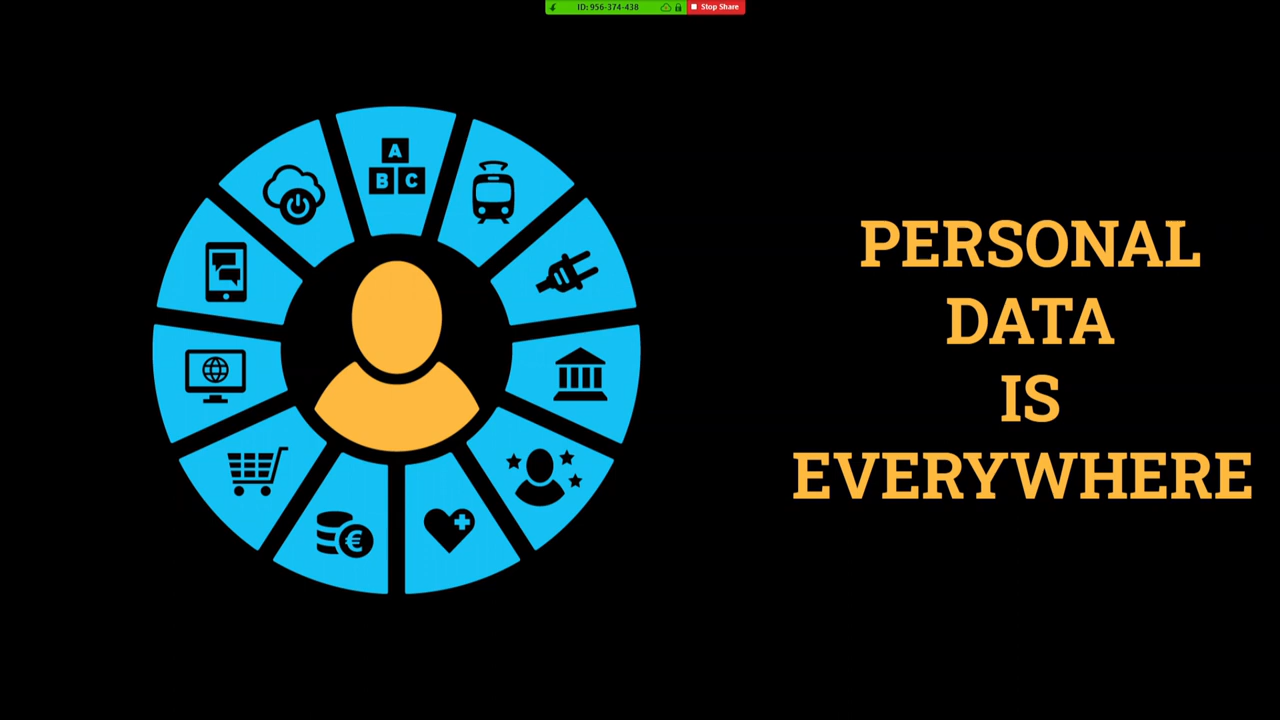 ID: 956-374-438 Stop Share
A
B C
€
PERSONAL
DATA
IS
EVERYWHERE